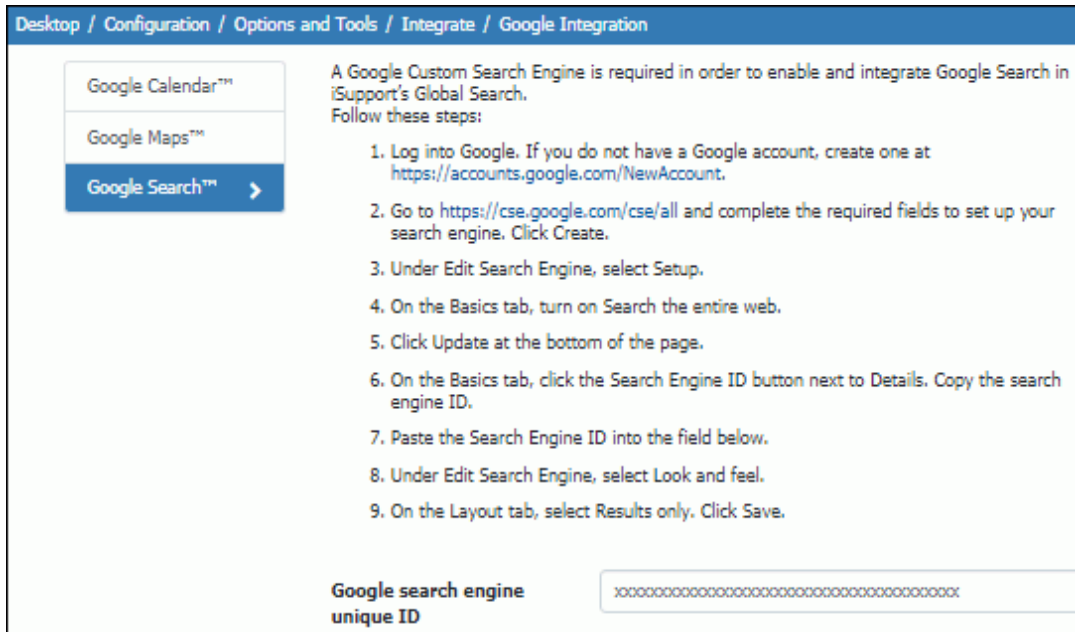 Desktop / Configuration / Options and Tools / Integrate / Google Integration
Google Calendar™
Google Maps™
Google Search™
A Google Custom Search Engine is required in order to enable and integrate Google Search in
iSupport's Global Search.
Follow these steps:
1. Log into Google. If you do not have a Google account, create one at
https://accounts.google.com/NewAccount.
2. Go to https://cse.google.com/cse/all and complete the required fields to set up your
search engine. Click Create.
3. Under Edit Search Engine, select Setup.
4. On the Basics tab, turn on Search the entire web.
5. Click Update at the bottom of the page.
6. On the Basics tab, click the Search Engine ID button next to Details. Copy the search
engine ID.
7. Paste the Search Engine ID into the field below.
8. Under Edit Search Engine, select Look and feel.
9. On the Layout tab, select Results only. Click Save.
Google search engine
unique ID